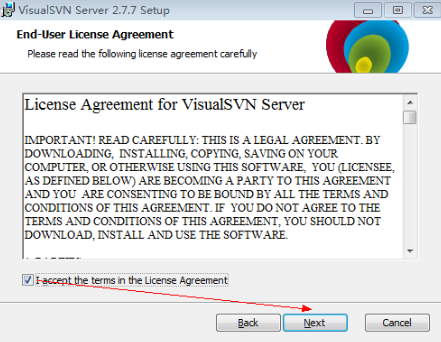 VisualSVN Server 2.7.7 Setup
End-User License Agreement
Please read the following license agreement carefully
License Agreement for VisualSVN Server
IMPORTANT! READ CAREFULLY: THIS IS A LEGAL AGREEMENT. BY
DOWNLOADING, INSTALLING, COPYING, SAVING ON YOUR
COMPUTER, OR OTHERWISE USING THIS SOFTWARE, YOU (LICENSEE,
AS DEFINED BELOW) ARE BECOMING A PARTY TO THIS AGREEMENT
AND YOU ARE CONSENTING TO BE BOUND BY ALL THE TERMS AND
CONDITIONS OF THIS AGREEMENT. IF YOU DO NOT AGREE TO THE
TERMS AND CONDITIONS OF THIS AGREEMENT, YOU SHOULD NOT
DOWNLOAD, INSTALL AND USE THE SOFTWARE.
I accept the terms in the License Agreement
Back Next Cancel